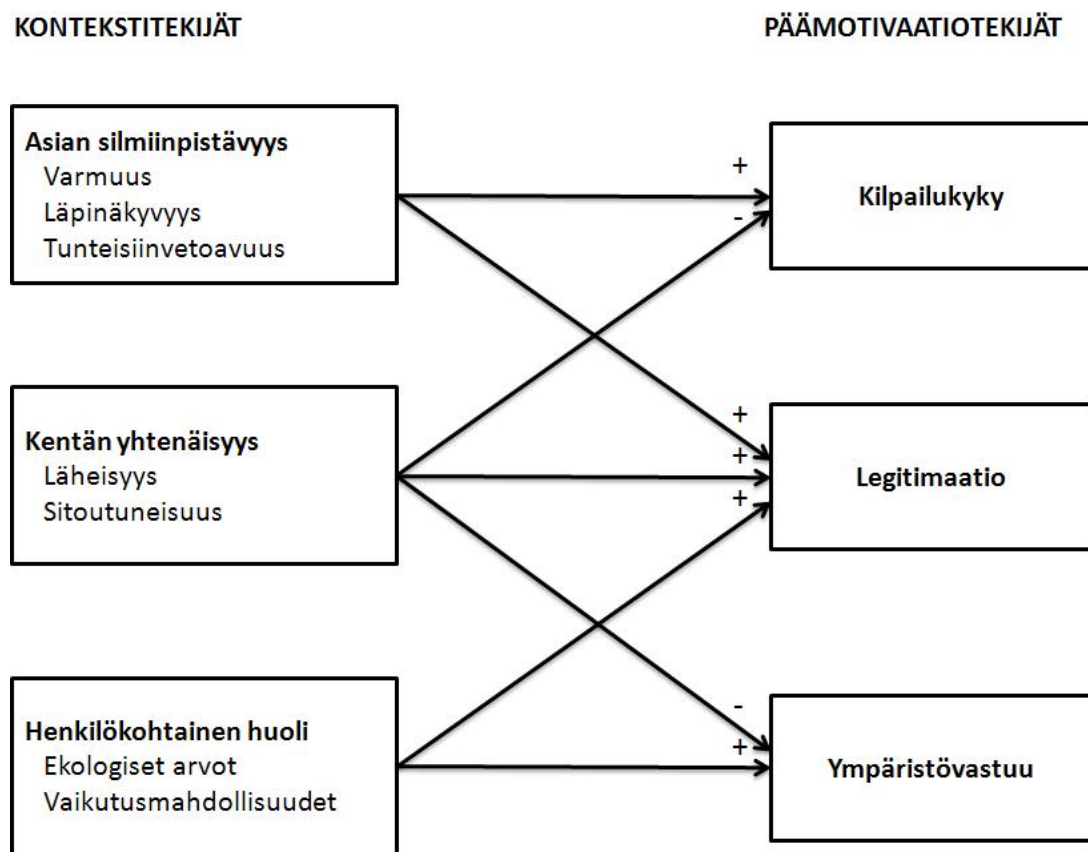 KONTEKSTITEKIJÄT
PÄÄMOTIVAATIOTEKIJÄT
Asian silmiinpistävyys
Varmuus
Läpinäkyvyys
Tunteisiinvetoavuus
+
-
Kilpailukyky
Kentän yhtenäisyys
Läheisyys
Sitoutuneisuus
+
+
+
Legitimaatio
Henkilökohtainen huoli
Ekologiset arvot
Vaikutusmahdollisuudet
-
+
Ympäristövastuu